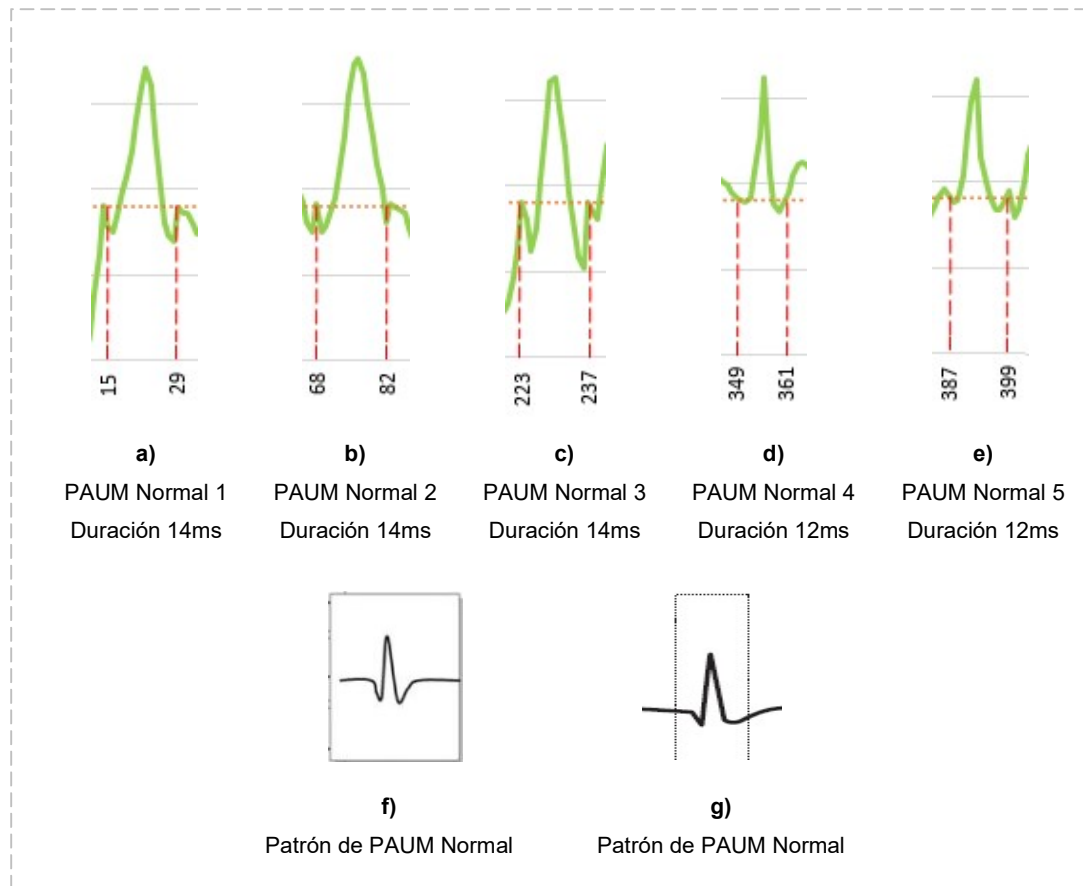 15 29 68 82 223 237 349 361 387 399
a) b) c) d) e)
PAUM Normal 1 PAUM Normal 2 PAUM Normal 3 PAUM Normal 4 PAUM Normal 5
Duración 14ms Duración 14ms Duración 14ms Duración 12ms Duración 12ms
f) g)
Patrón de PAUM Normal Patrón de PAUM Normal